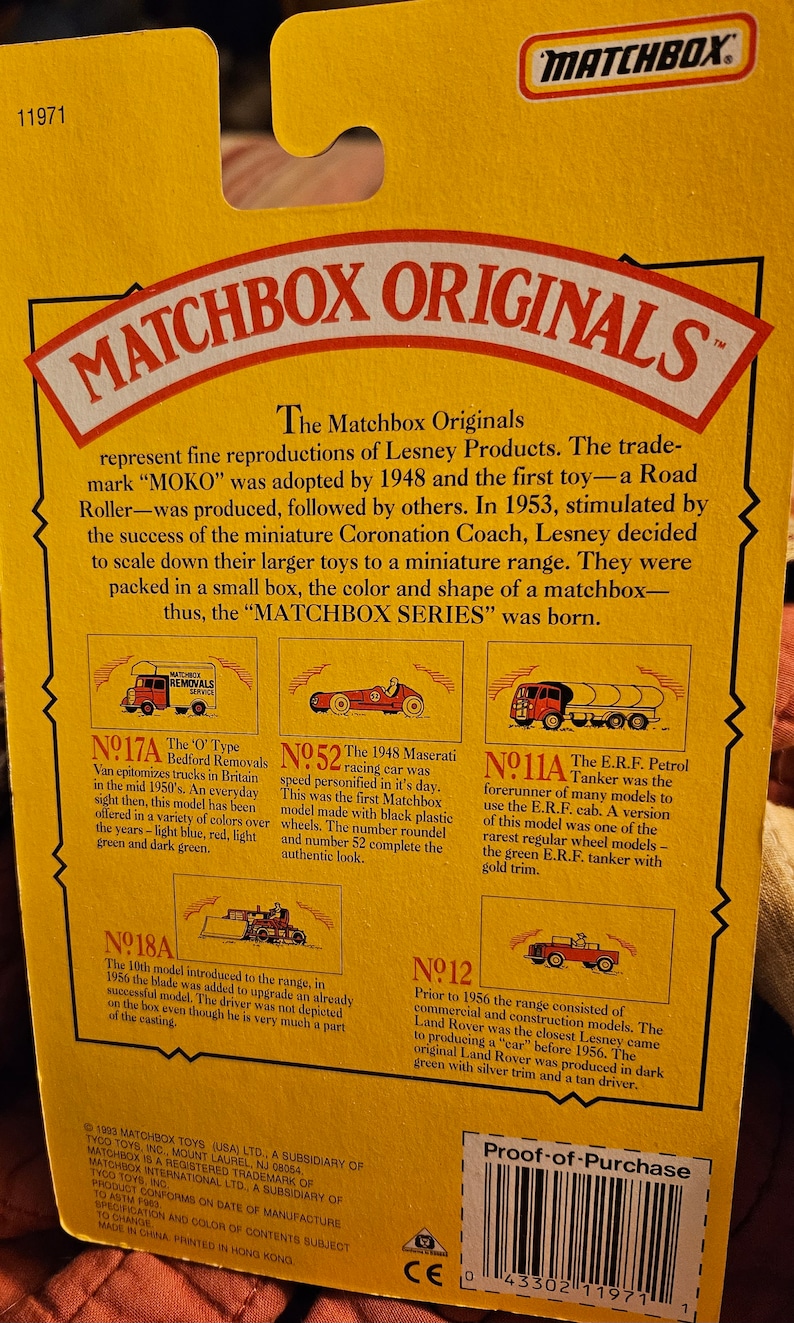 11971
MATCHBOX®
MATCHBOX ORIGINALS™
The Matchbox Originals
represent fine reproductions of Lesney Products. The trade-
mark “MOKO” was adopted by 1948 and the first toy—a Road
Roller—was produced, followed by others. In 1953, stimulated by
the success of the miniature Coronation Coach, Lesney decided
to scale down their larger toys to a miniature range. They were
packed in a small box, the color and shape of a matchbox—
thus, the “MATCHBOX SERIES” was born.
MATCHBOX
REMOVALS
SERVICE
No17A The ‘O’ Type
Bedford Removals
Van epitomizes trucks in Britain
in the mid 1950's. An everyday
sight then, this model has been
offered in a variety of colors over
the years – light blue, red, light
green and dark green.
52
No52 The 1948 Maserati
racing car was
speed personified in it's day.
This was the first Matchbox
model made with black plastic
wheels. The number roundel
and number 52 complete the
authentic look.
No11A The E.R.F. Petrol
Tanker was the
forerunner of many models to
use the E.R.F. cab. A version
of this model was one of the
rarest regular wheel models –
the green E.R.F. tanker with
gold trim.
No18A
The 10th model introduced to the range, in
1956 the blade was added to upgrade an already
successful model. The driver was not depicted
on the box even though he is very much a part
of the casting.
No12
Prior to 1956 the range consisted of
commercial and construction models. The
Land Rover was the closest Lesney came
to producing a “car” before 1956. The
original Land Rover was produced in dark
green with silver trim and a tan driver.
© 1993 MATCHBOX TOYS (USA) LTD., A SUBSIDIARY OF
TYCO TOYS, INC., MOUNT LAUREL, NJ 08054.
MATCHBOX IS A REGISTERED TRADEMARK OF
MATCHBOX INTERNATIONAL LTD., A SUBSIDIARY OF
TYCO TOYS, INC.
PRODUCT CONFORMS ON DATE OF MANUFACTURE
TO ASTM F963.
SPECIFICATION AND COLOR OF CONTENTS SUBJECT
TO CHANGE.
MADE IN CHINA. PRINTED IN HONG KONG.
CE
Proof-of-Purchase
0 43302 11971 1